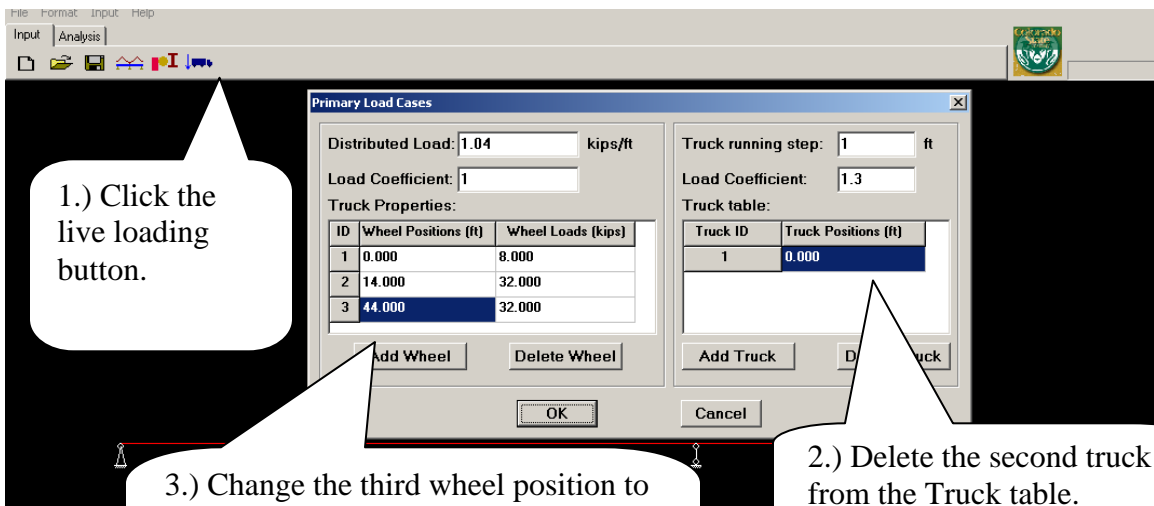 File Format Input Help
Input Analysis
Primary Load Cases
Distributed Load: 1.04 kips/ft
Load Coefficient: 1
Truck Properties:
ID Wheel Positions (ft) Wheel Loads (kips)
1 0.000 8.000
2 14.000 32.000
3 44.000 32.000
Add Wheel Delete Wheel
Truck running step: 1 ft
Load Coefficient: 1.3
Truck table:
Truck ID Truck Positions (ft)
1 0.000
Add Truck
OK Cancel
1.) Click the
live loading
button.
2.) Delete the second truck
from the Truck table.
3.) Change the third wheel position to